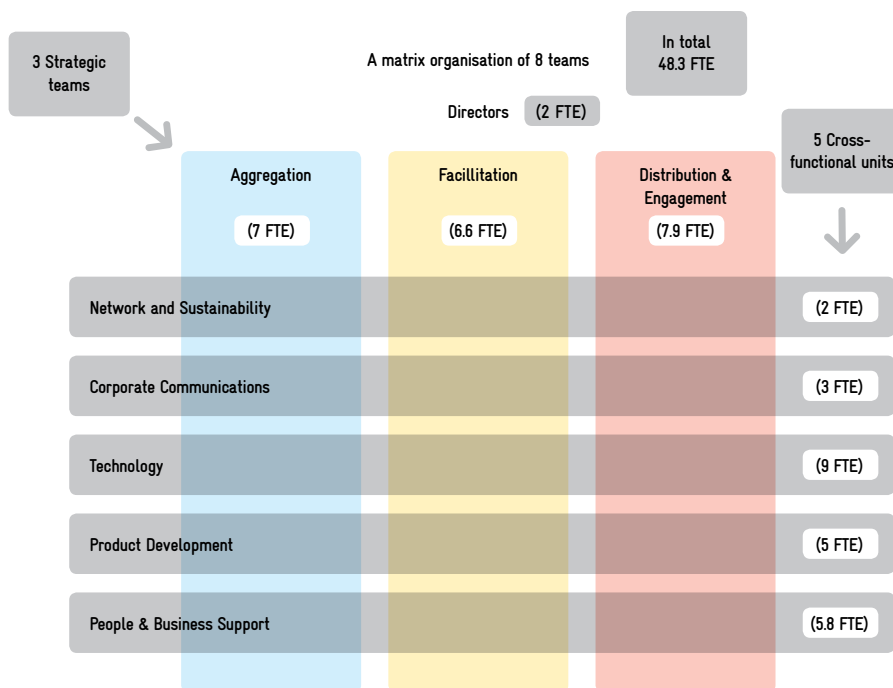 3 Strategic
teams
A matrix organisation of 8 teams
In total
48.3 FTE
Directors (2 FTE)
5 Cross-
functional units
Aggregation
(7 FTE)
Facillitation
(6.6 FTE)
Distribution &
Engagement
(7.9 FTE)
Network and Sustainability (2 FTE)
Corporate Communications (3 FTE)
Technology (9 FTE)
Product Development (5 FTE)
People & Business Support (5.8 FTE)